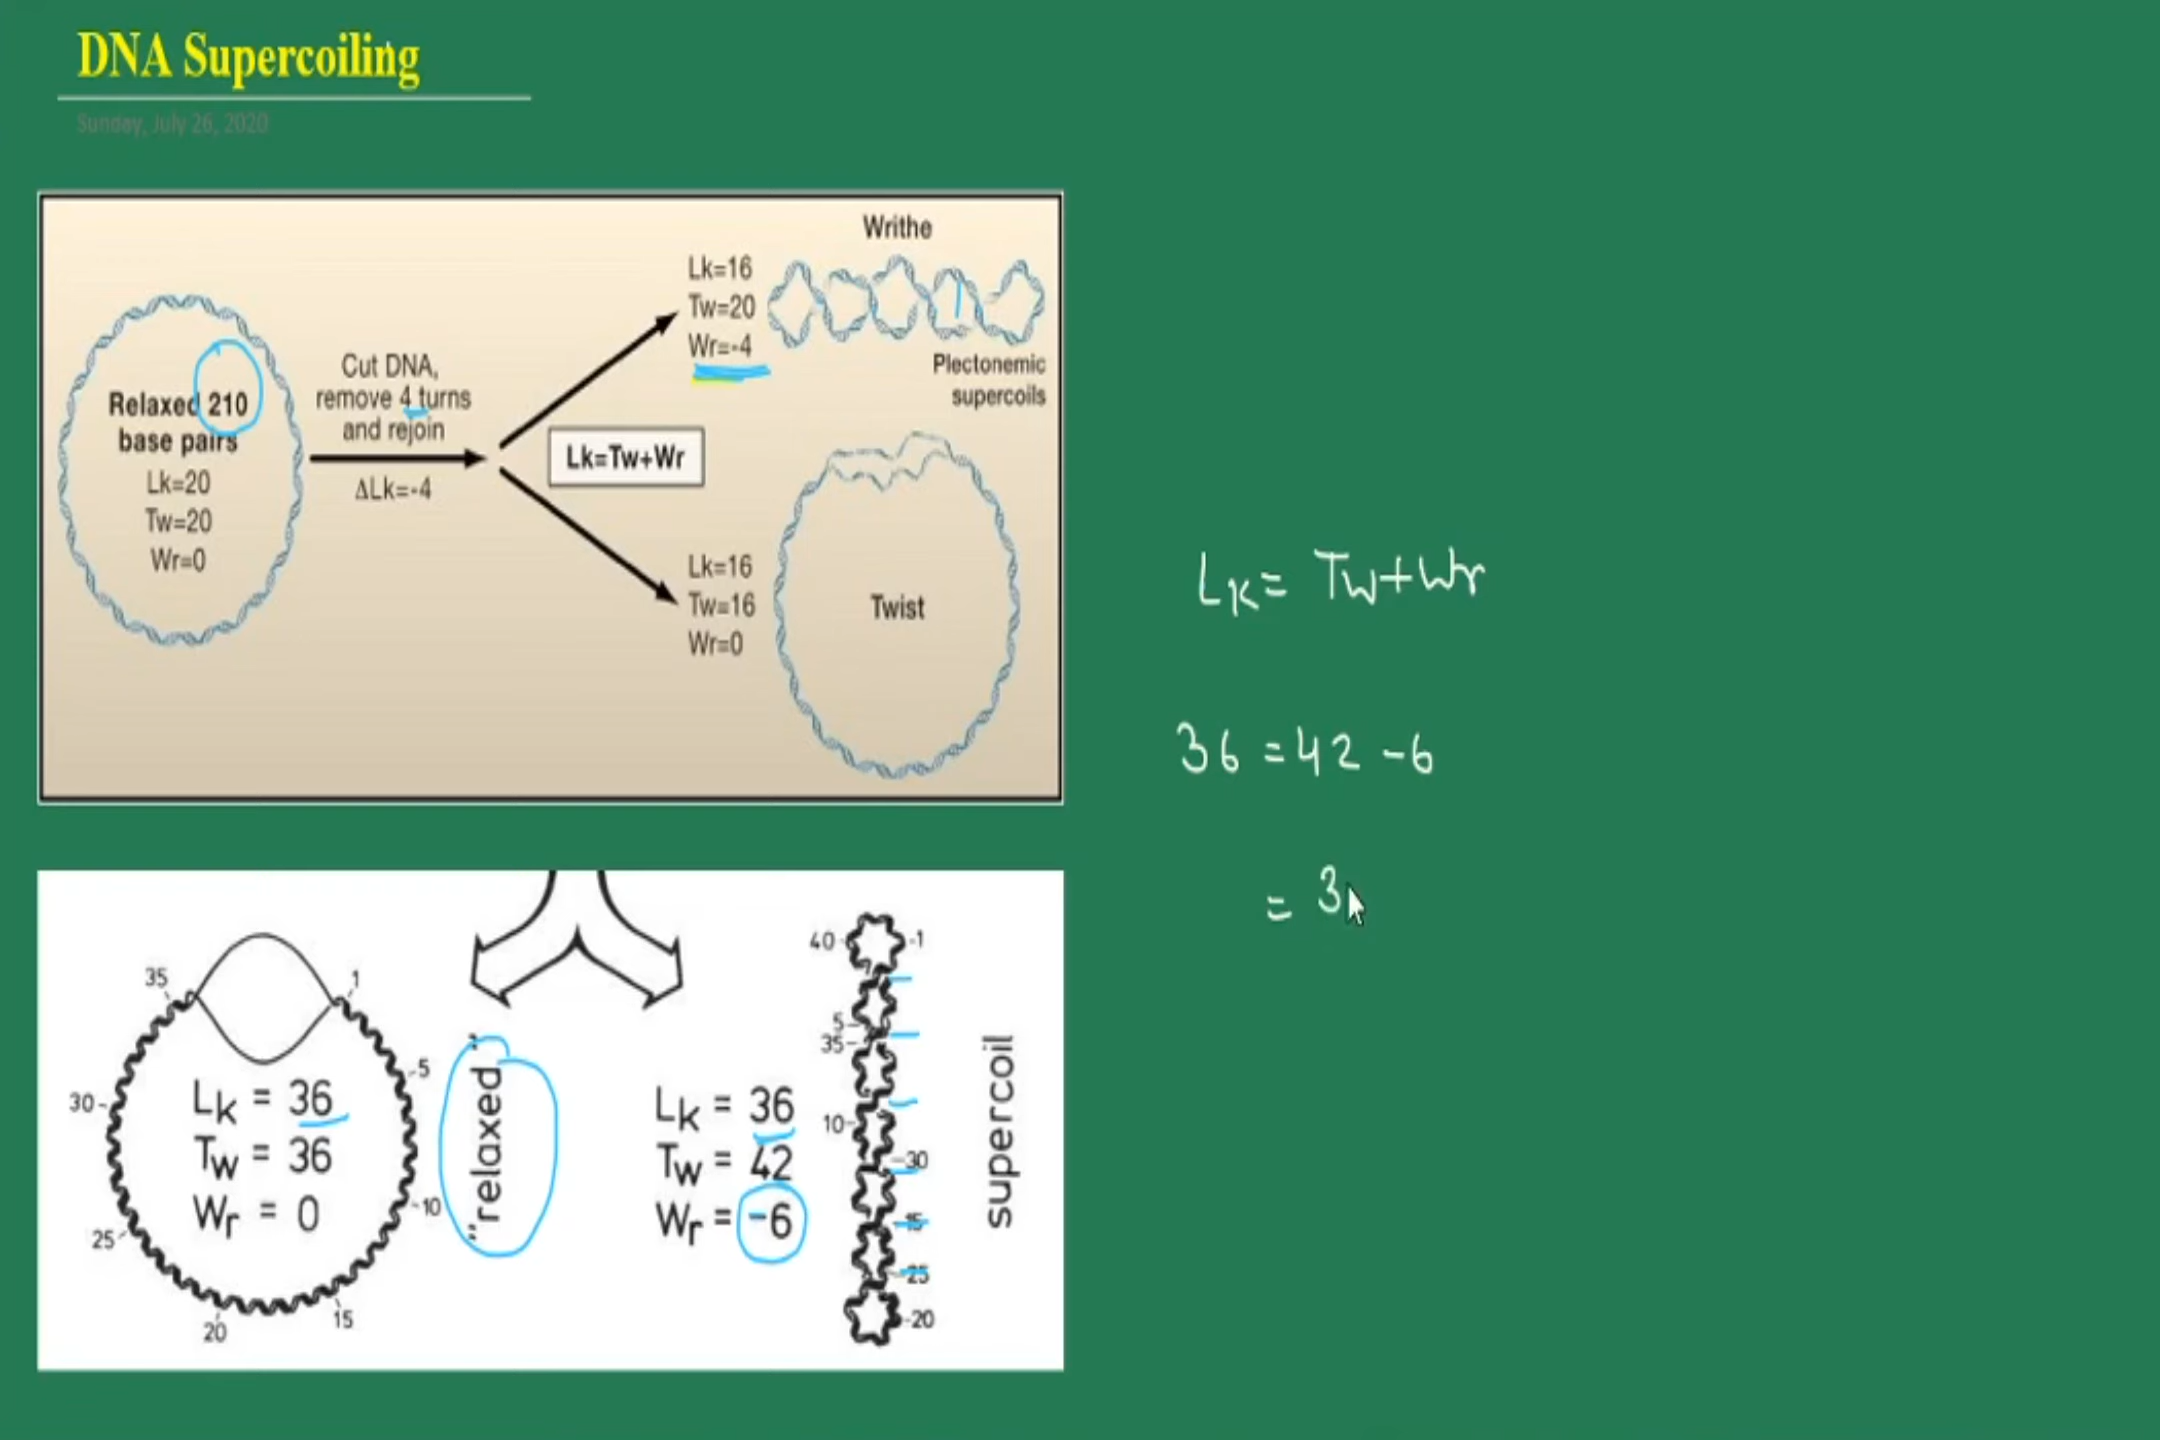 DNA Supercoiling
Sunday, July 26, 2020
Writhe
Lk=16
Tw=20
Wr=-4
Plectonemic
supercoils
Cut DNA,
remove 4 turns
and rejoin
ΔLk=-4
Relaxed 210
base pairs
Lk=20
Tw=20
Wr=0
Lk=Tw+Wr
Lk=16
Tw=16
Wr=0
Twist
Lk = Tw+Wr
36 = 42 -6
= 3
35
1
30
5
Lk = 36
Tw = 36
Wr = 0
10
25
20
15
"relaxed"
Lk = 36
Tw = 42
Wr = -6
40
1
5
35
10
30
15
25
20
supercoil